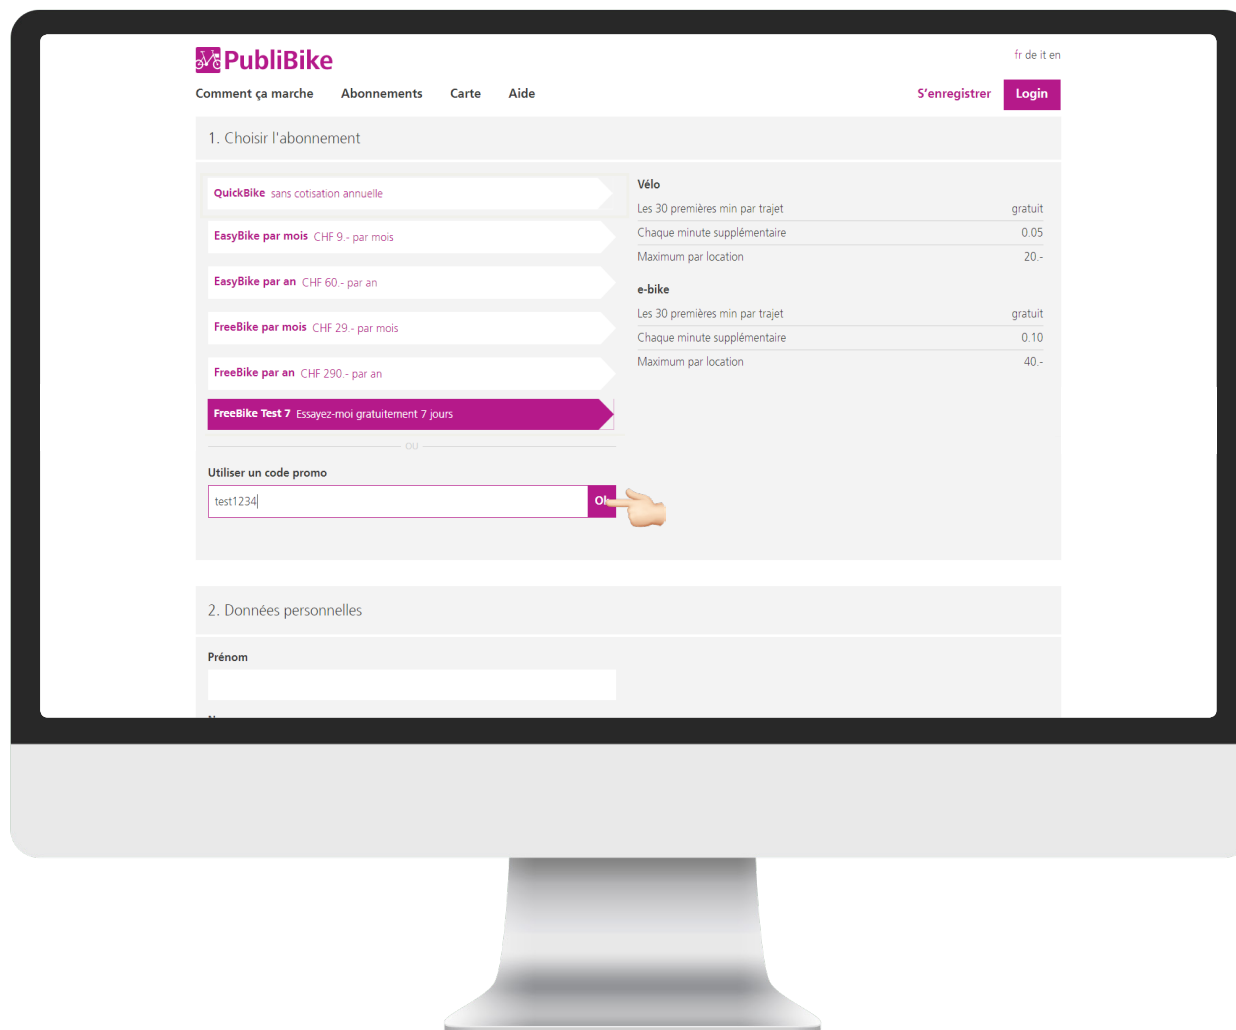 PubliBike
fr de it en
Comment ça marche Abonnements Carte Aide S'enregistrer Login
1. Choisir l'abonnement
QuickBike sans cotisation annuelle
EasyBike par mois CHF 9.- par mois
EasyBike par an CHF 60.- par an
FreeBike par mois CHF 29.- par mois
FreeBike par an CHF 290.- par an
FreeBike Test 7 Essayez-moi gratuitement 7 jours
OU
Utiliser un code promo
test1234
Vélo
Les 30 premières min par trajet gratuit
Chaque minute supplémentaire 0.05
Maximum par location 20.-
e-bike
Les 30 premières min par trajet gratuit
Chaque minute supplémentaire 0.10
Maximum par location 40.-
2. Données personnelles
Prénom